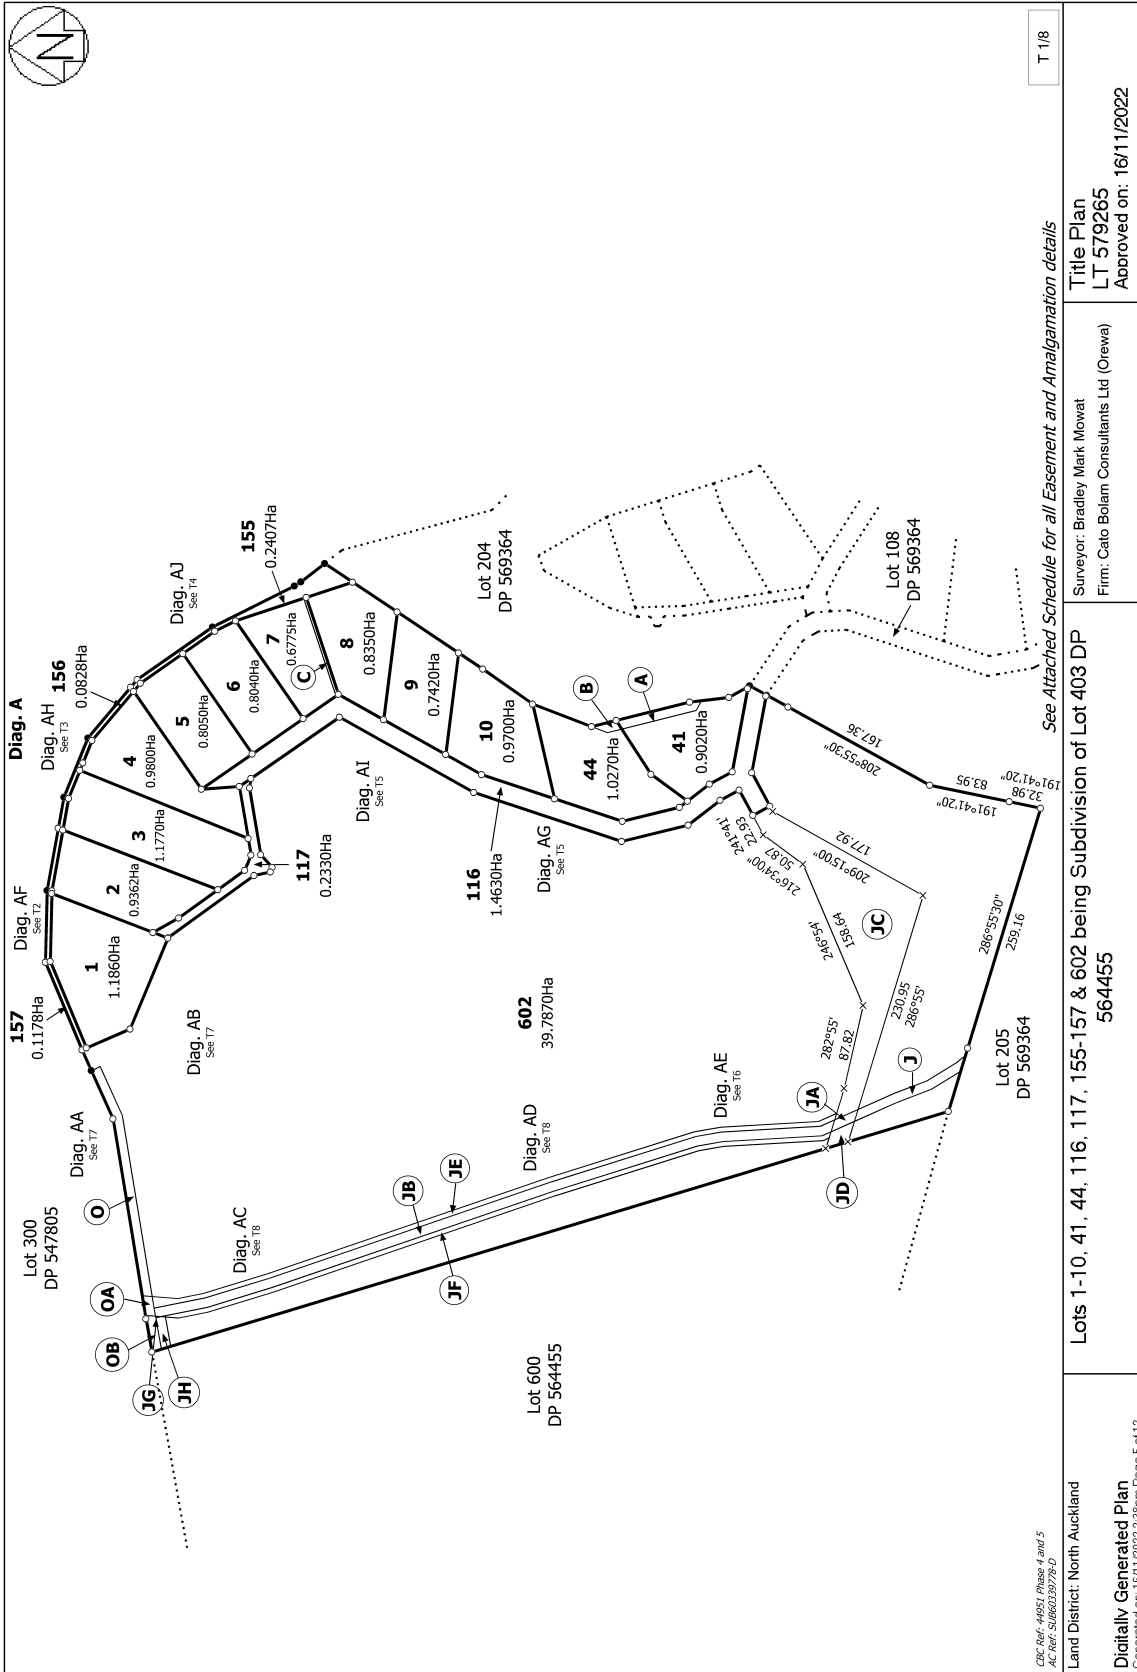 Diag. A
N
T 1/8
Lot 300
DP 547805
Diag. AA
See T7
157
0.1178Ha
Diag. AF
See T2
Diag. AH
See T3
156
0.0828Ha
Diag. AJ
See T4
155
0.2407Ha
1
1.1860Ha
2
0.9362Ha
3
1.1770Ha
4
0.9800Ha
5
0.8050Ha
6
0.8040Ha
7
0.6775Ha
C
8
0.8350Ha
9
0.7420Ha
10
0.9700Ha
44
1.0270Ha
41
0.9020Ha
B
A
117
0.2330Ha
116
1.4630Ha
Diag. AI
See T5
Diag. AG
See T5
Diag. AB
See T7
Diag. AC
See T8
Diag. AD
See T8
Diag. AE
See T6
602
39.7870Ha
O
OA
OB
JG
JH
JB
JE
JF
JA
JD
JC
J
Lot 204
DP 569364
Lot 108
DP 569364
Lot 205
DP 569364
Lot 600
DP 564455
241°41'
22.93
216°34'00"
50.87
246°54'
158.64
282°55'
87.82
209°15'00"
177.92
230.95
286°55'
208°55'30"
167.36
191°41'20"
83.95
191°41'20"
32.98
286°55'30"
259.16
See Attached Schedule for all Easement and Amalgamation details
CBC Ref: 44951 Phase 4 and 5
AC Ref: SUB60339778-D
Land District: North Auckland
Digitally Generated Plan
Lots 1-10, 41, 44, 116, 117, 155-157 & 602 being Subdivision of Lot 403 DP
564455
Surveyor: Bradley Mark Mowat
Firm: Cato Bolam Consultants Ltd (Orewa)
Title Plan
LT 579265
Approved on: 16/11/2022